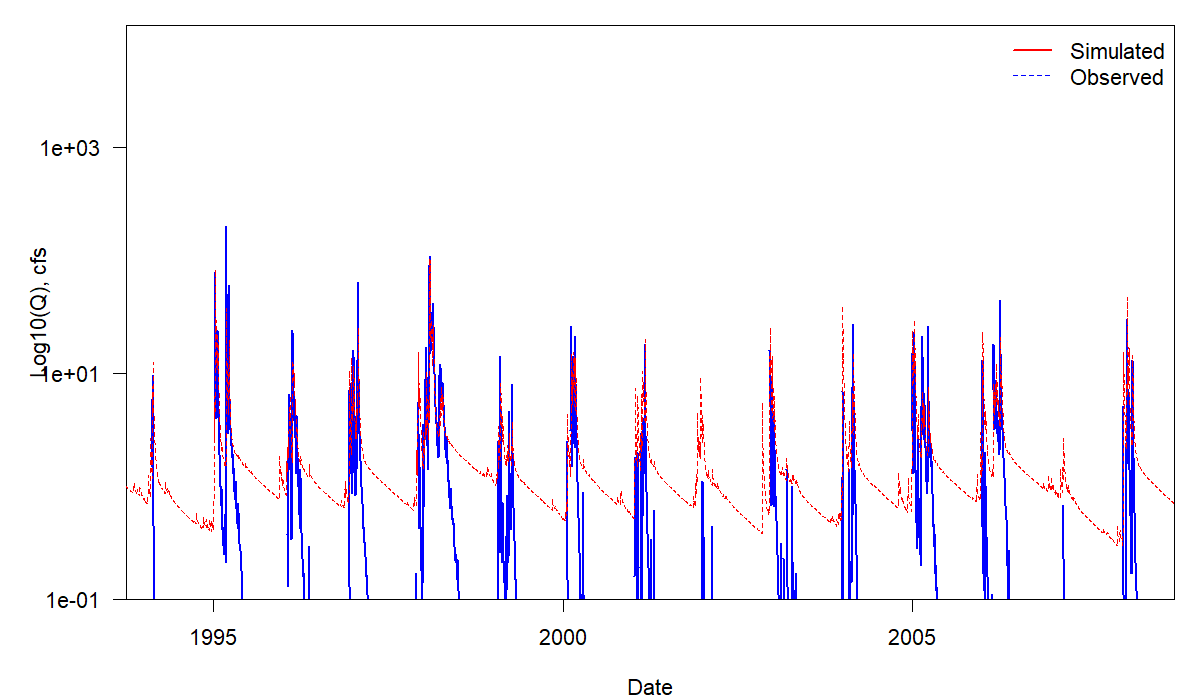 Simulated
Observed
1e+03
1e+01
1e-01
Log10(Q), cfs
1995
2000
2005
Date